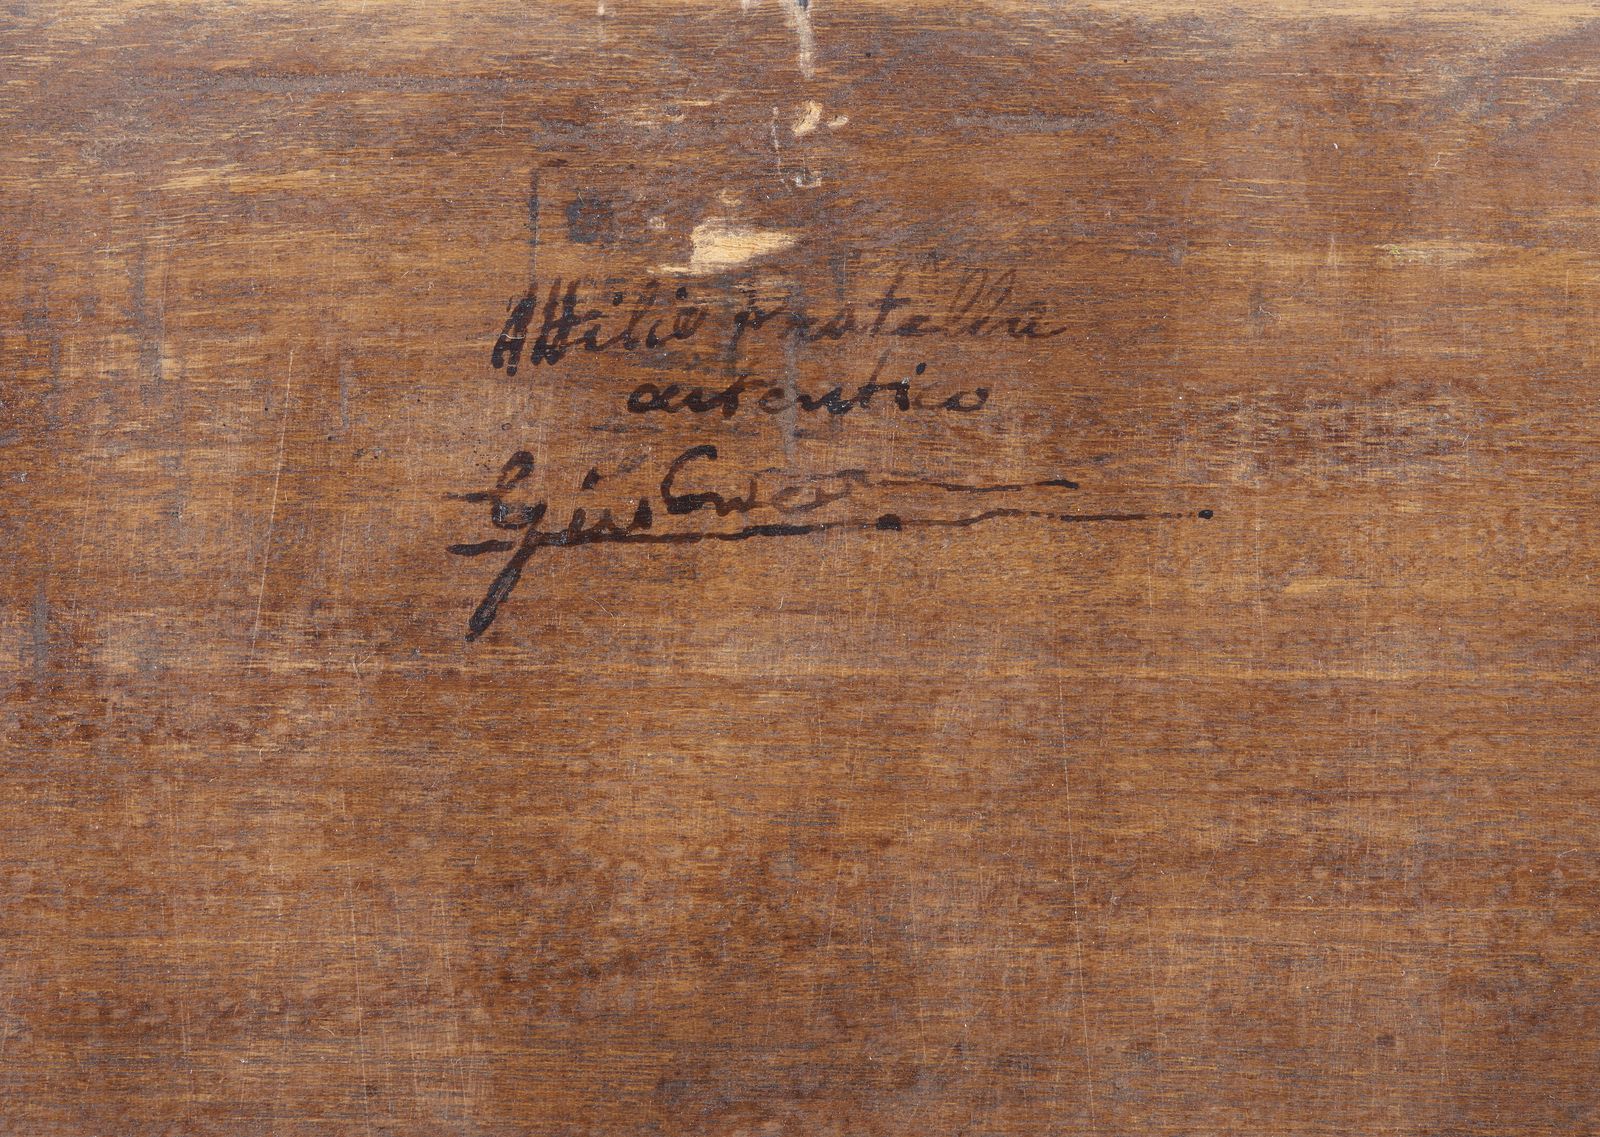 Attilio Pratella
autentico